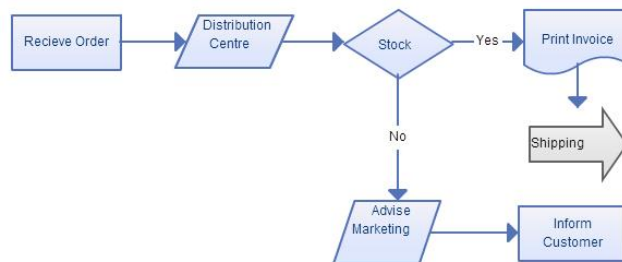 Recieve Order
Distribution
Centre
Stock
Yes
Print Invoice
Shipping
No
Advise
Marketing
Inform
Customer